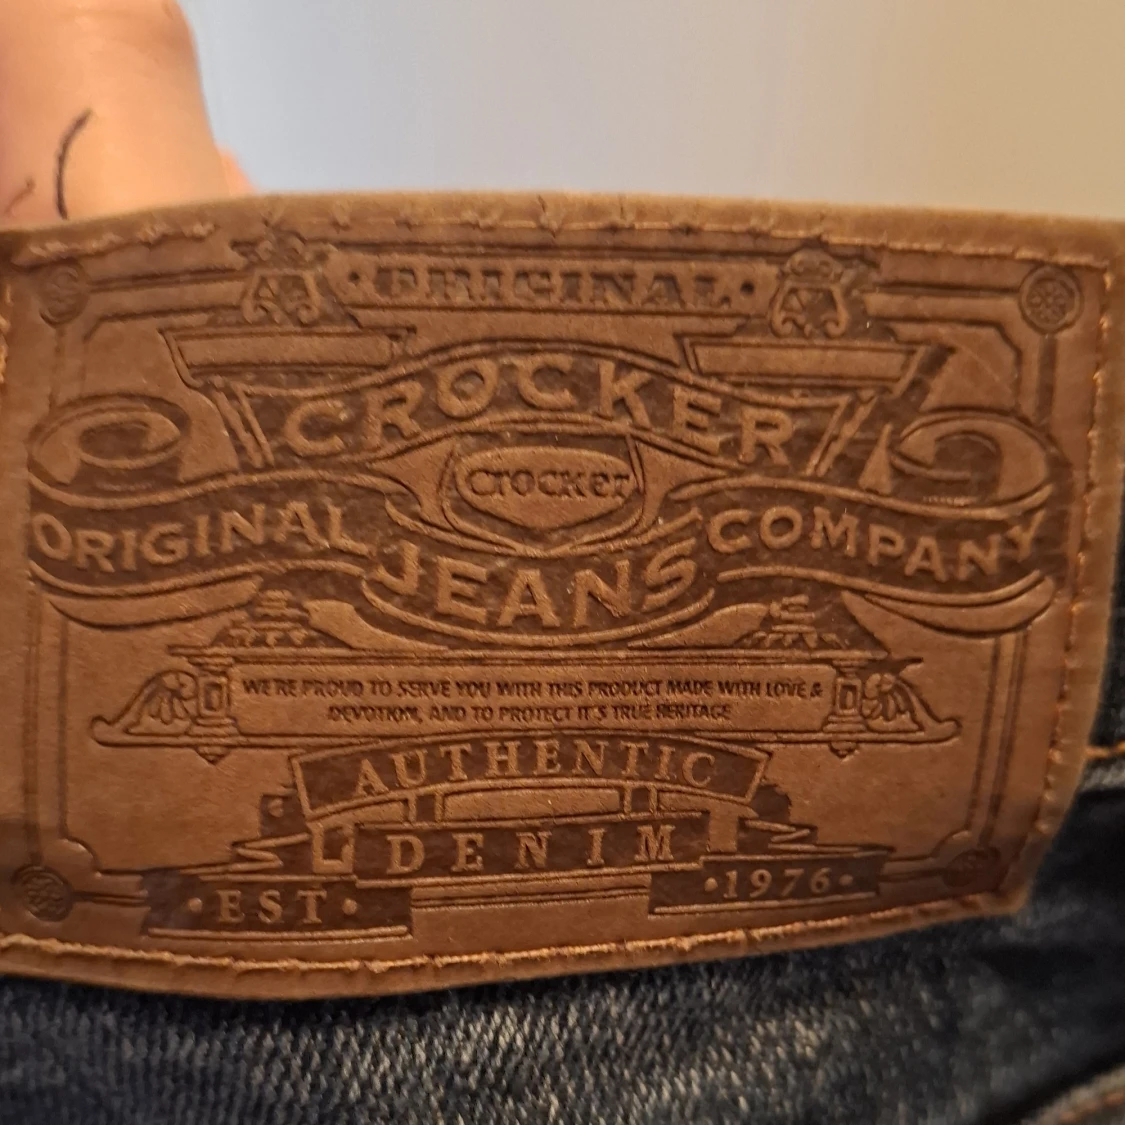 ·ORIGINAL·
CROCKER
Crocker
ORIGINAL JEANS COMPANY
WE'RE PROUD TO SERVE YOU WITH THIS PRODUCT MADE WITH LOVE &
DEVOTION, AND TO PROTECT IT'S TRUE HERITAGE
AUTHENTIC
DENIM
·EST· ·1976·